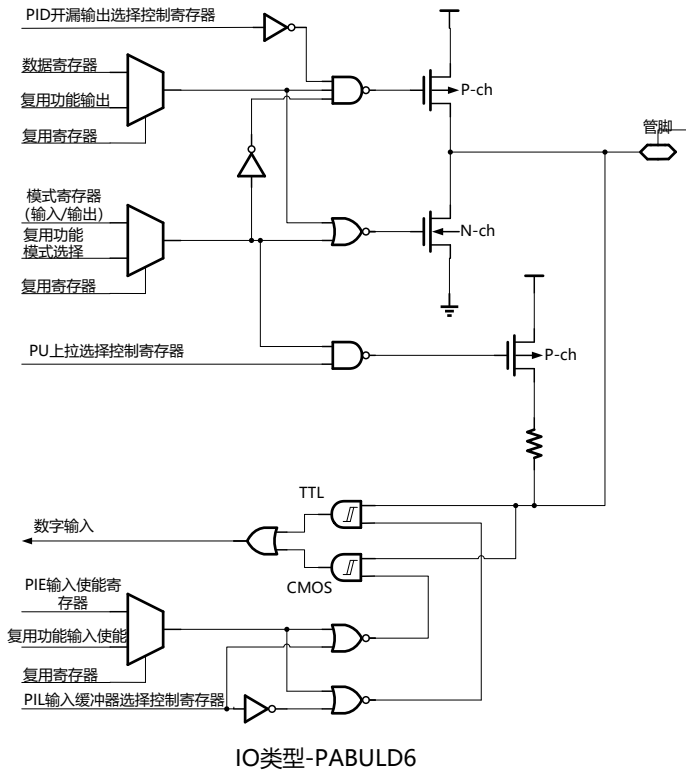 PID开漏输出选择控制寄存器
数据寄存器
复用功能输出
复用寄存器
P-ch
管脚
模式寄存器
(输入/输出)
复用功能
模式选择
复用寄存器
N-ch
PU上拉选择控制寄存器
P-ch
TTL
数字输入
CMOS
PIE输入使能寄
存器
复用功能输入使能
复用寄存器
PIL输入缓冲器选择控制寄存器
IO类型-PABULD6